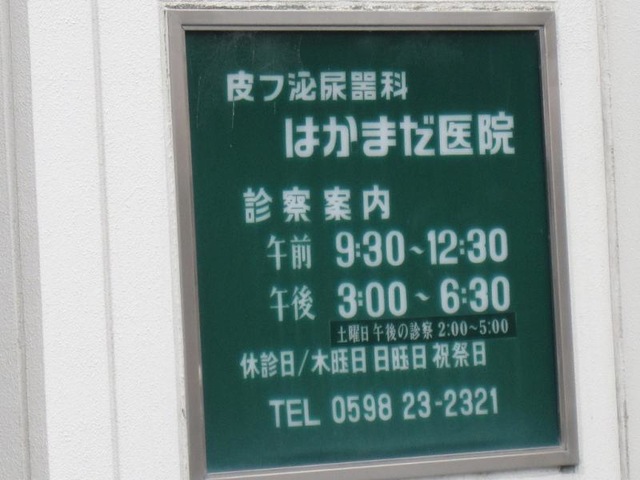 皮フ泌尿器科
はかまだ医院
診察案内
午前 9:30~12:30
午後 3:00~6:30
土曜日午後の診察 2:00~5:00
休診日/木曜日 日曜日 祝祭日
TEL 0598 23-2321